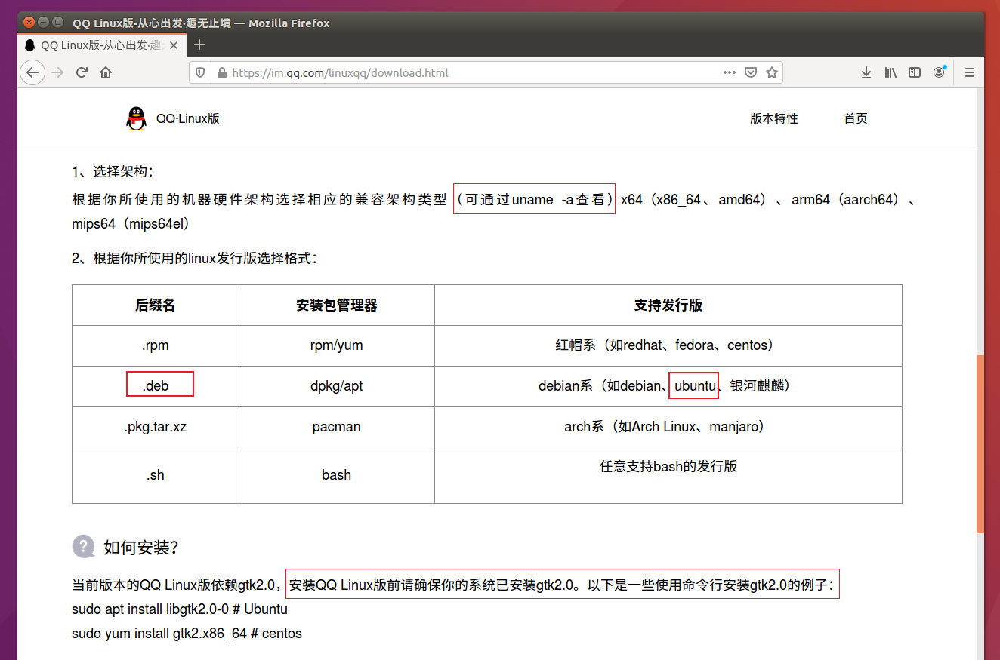 QQ Linux版-从心出发·趣无止境 — Mozilla Firefox
QQ Linux版-从心出发·趣
https://im.qq.com/linuxqq/download.html
QQ·Linux版 版本特性 首页
1、选择架构：
根据你所使用的机器硬件架构选择相应的兼容架构类型（可通过uname -a查看）x64（x86_64、amd64）、arm64（aarch64）、
mips64（mips64el）
2、根据你所使用的linux发行版选择格式：
后缀名 安装包管理器 支持发行版
.rpm rpm/yum 红帽系（如redhat、fedora、centos）
.deb dpkg/apt debian系（如debian、ubuntu、银河麒麟）
.pkg.tar.xz pacman arch系（如Arch Linux、manjaro）
.sh bash 任意支持bash的发行版
? 如何安装？
当前版本的QQ Linux版依赖gtk2.0，安装QQ Linux版前请确保你的系统已安装gtk2.0。以下是一些使用命令行安装gtk2.0的例子：
sudo apt install libgtk2.0-0 # Ubuntu
sudo yum install gtk2.x86_64 # centos